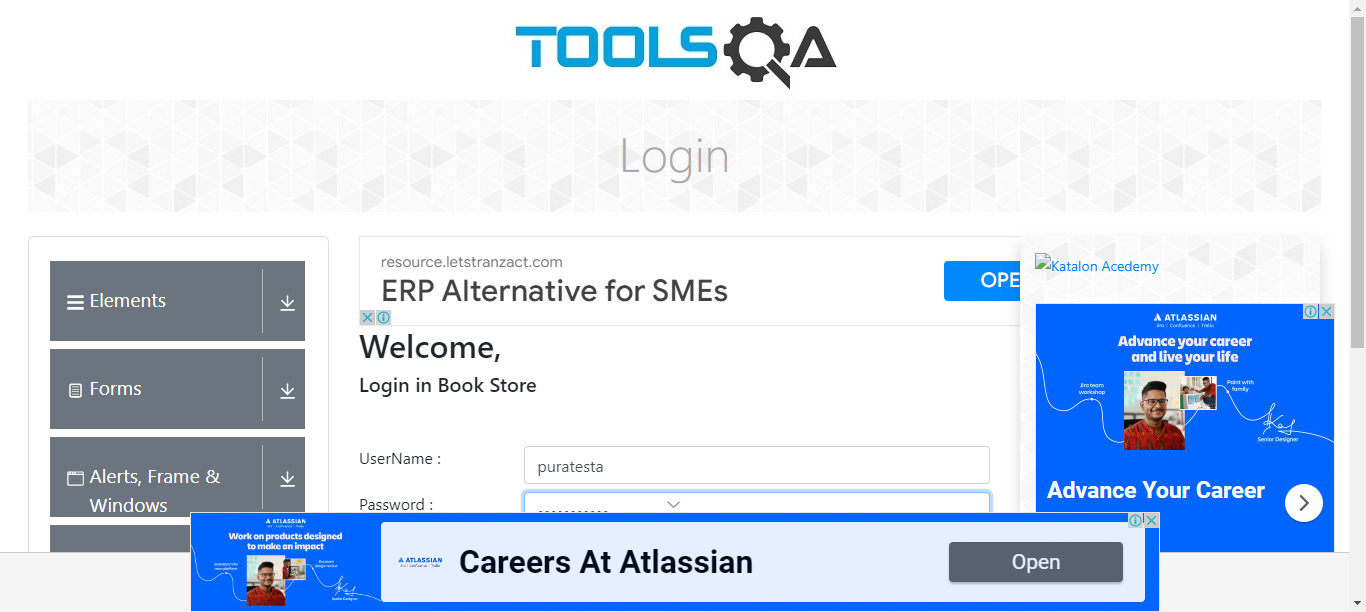 TOOLSQA
Login
Elements
Forms
Alerts, Frame &
Windows
resource.letstranzact.com
ERP Alternative for SMEs
OPE
Welcome,
Login in Book Store
UserName :
puratesta
Password :
...........
Katalon Acedemy
ATLASSIAN
Jira | Confluence | Trello
Advance your career
and live your life
Jira team
workshop
Paint with
family
Senior Designer
Advance Your Career
ATLASSIAN
Work on products designed
to make an impact
Senior Designer
ATLASSIAN
Careers At Atlassian
Open